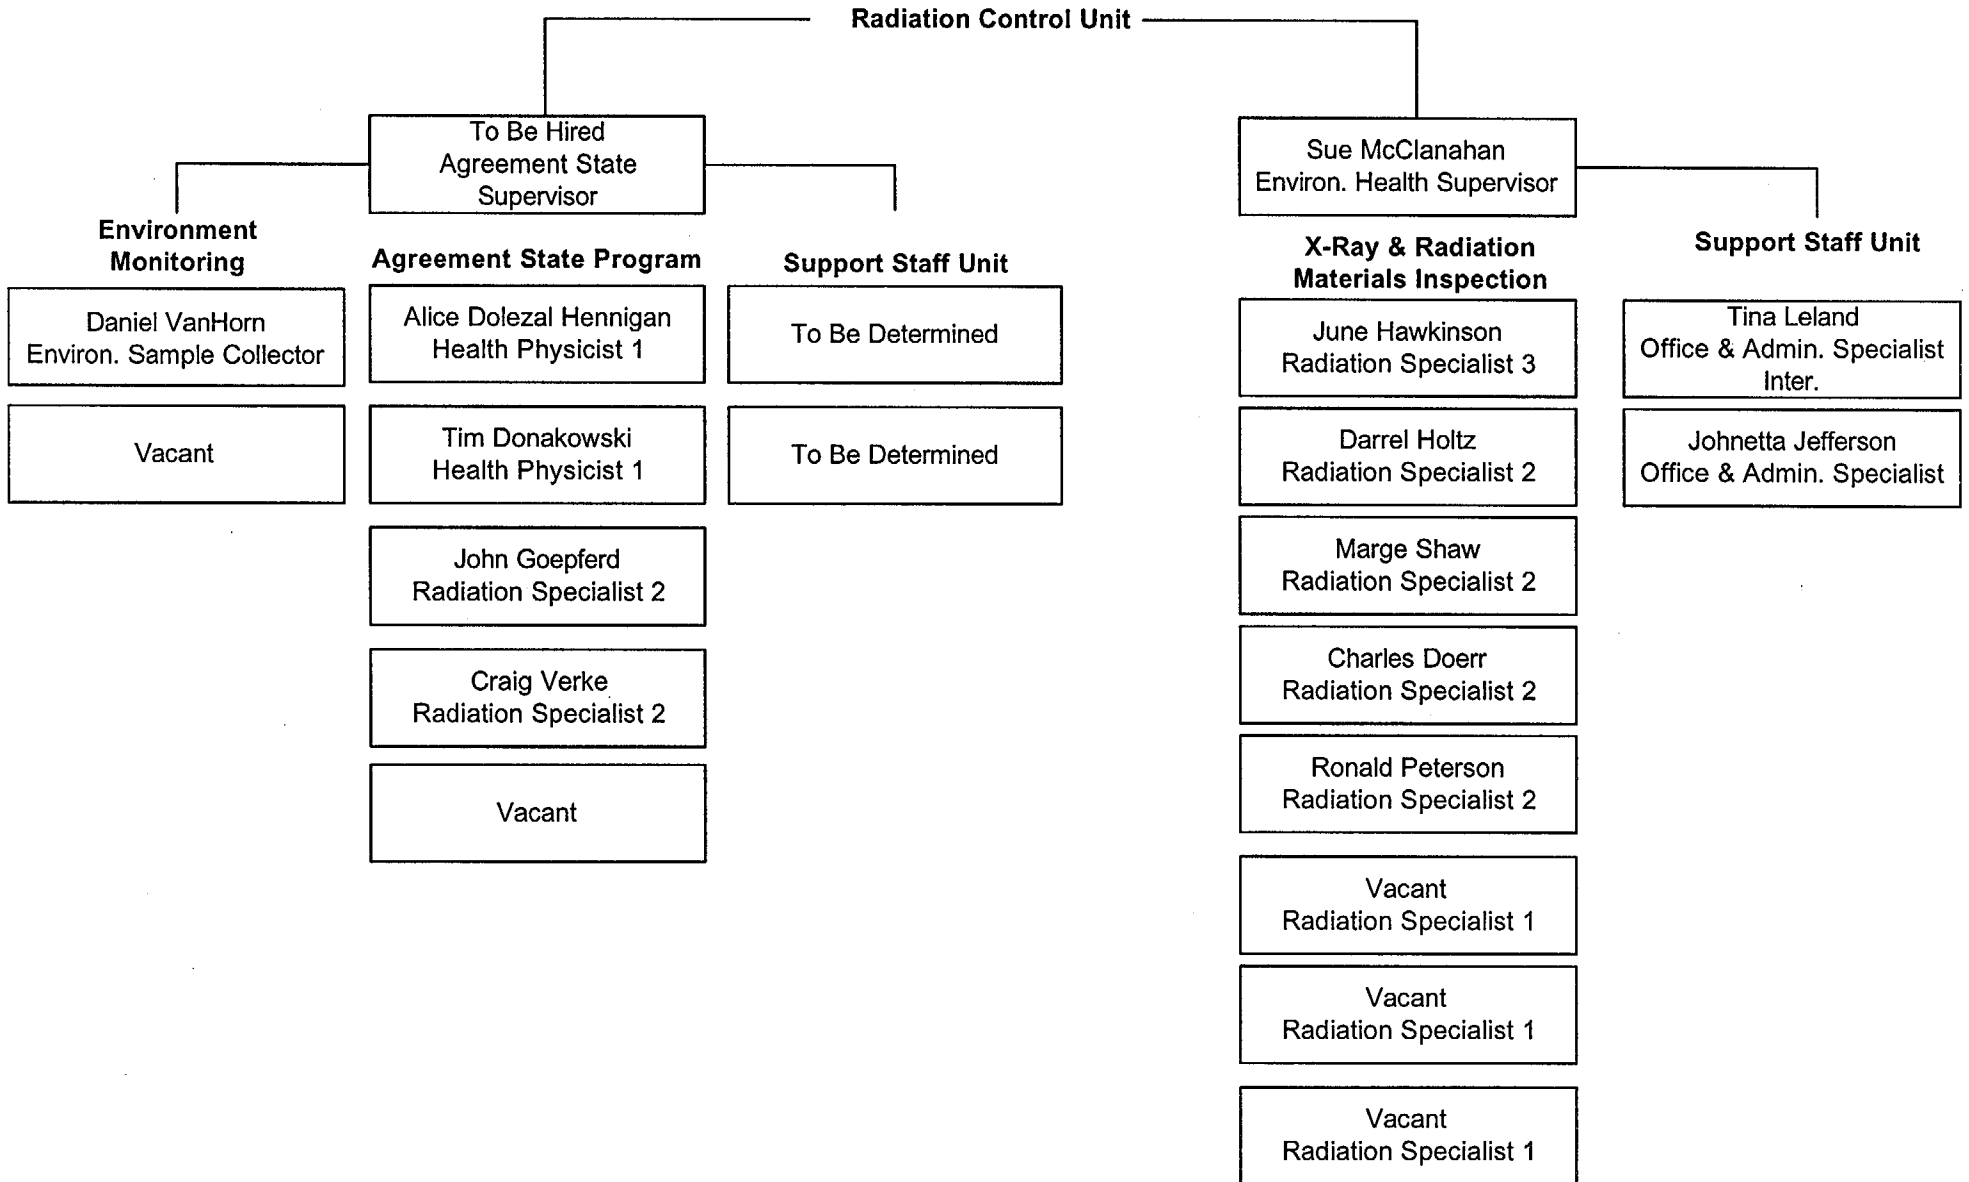 Radiation Control Unit
To Be Hired
Agreement State
Supervisor
Environment
Monitoring
Daniel VanHorn
Environ. Sample Collector
Vacant
Agreement State Program
Alice Dolezal Hennigan
Health Physicist 1
Tim Donakowski
Health Physicist 1
John Goepferd
Radiation Specialist 2
Craig Verke
Radiation Specialist 2
Vacant
Support Staff Unit
To Be Determined
To Be Determined
Sue McClanahan
Environ. Health Supervisor
X-Ray & Radiation
Materials Inspection
June Hawkinson
Radiation Specialist 3
Darrel Holtz
Radiation Specialist 2
Marge Shaw
Radiation Specialist 2
Charles Doerr
Radiation Specialist 2
Ronald Peterson
Radiation Specialist 2
Vacant
Radiation Specialist 1
Vacant
Radiation Specialist 1
Vacant
Radiation Specialist 1
Support Staff Unit
Tina Leland
Office & Admin. Specialist
Inter.
Johnetta Jefferson
Office & Admin. Specialist